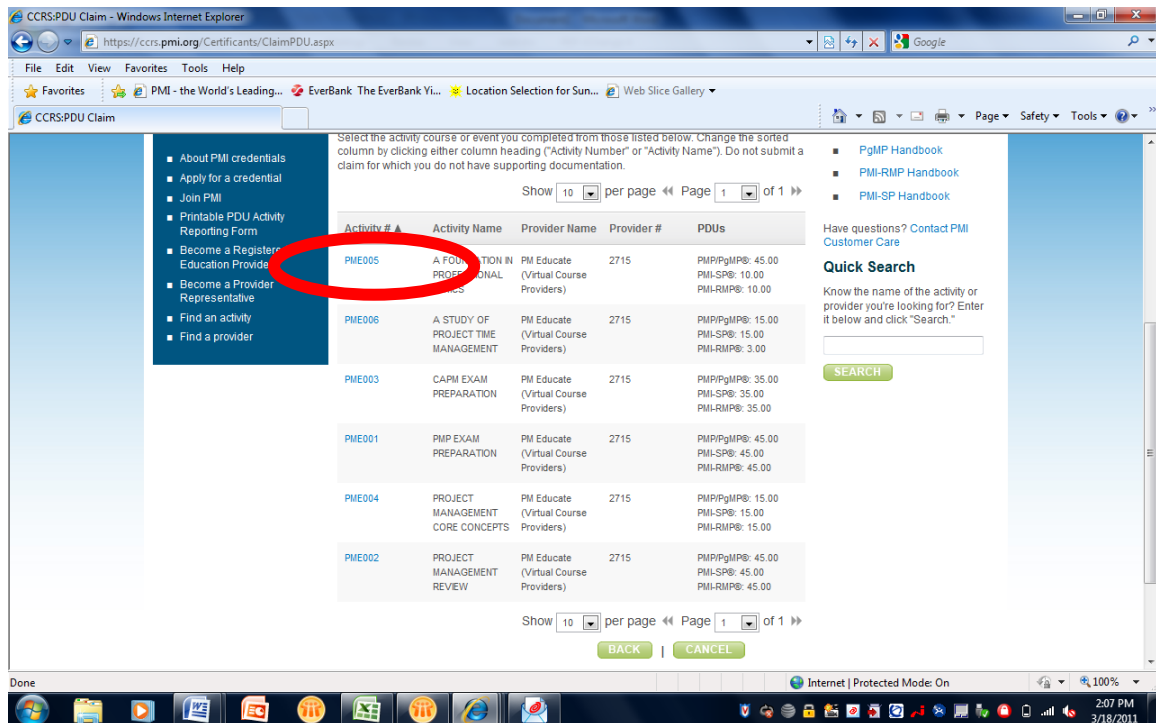 CCRS:PDU Claim - Windows Internet Explorer
https://ccrs.pmi.org/Certificants/ClaimPDU.aspx
Google
File Edit View Favorites Tools Help
Favorites
PMI - the World's Leading...
EverBank The EverBank Yi...
Location Selection for Sun...
Web Slice Gallery
CCRS:PDU Claim
Page Safety Tools
About PMI credentials
Apply for a credential
Join PMI
Printable PDU Activity
Reporting Form
Become a
Education
Become a Provider
Representative
Find an activity
Find a provider
Select the activity course or event you completed from those listed below. Change the sorted
column by clicking either column heading ("Activity Number" or "Activity Name"). Do not submit a
claim for which you do not have supporting documentation.
Show 10 per page Page 1 of 1
Activity # Activity Name Provider Name Provider # PDUs
PME005 A IN PM Educate 2715 PMP/PgMP®: 45.00
(Virtual Course PMI-SP®: 10.00
Providers) PMI-RMP®: 10.00
PME006 A STUDY OF PM Educate 2715 PMP/PgMP®: 15.00
PROJECT TIME (Virtual Course PMI-SP®: 15.00
MANAGEMENT Providers) PMI-RMP®: 3.00
PME003 CAPM EXAM PM Educate 2715 PMP/PgMP®: 35.00
PREPARATION (Virtual Course PMI-SP®: 35.00
Providers) PMI-RMP®: 35.00
PME001 PMP EXAM PM Educate 2715 PMP/PgMP®: 45.00
PREPARATION (Virtual Course PMI-SP®: 45.00
Providers) PMI-RMP®: 45.00
PME004 PROJECT PM Educate 2715 PMP/PgMP®: 15.00
MANAGEMENT (Virtual Course PMI-SP®: 15.00
CORE CONCEPTS Providers) PMI-RMP®: 15.00
PME002 PROJECT PM Educate 2715 PMP/PgMP®: 45.00
MANAGEMENT (Virtual Course PMI-SP®: 45.00
REVIEW Providers) PMI-RMP®: 45.00
Show 10 per page Page 1 of 1
BACK | CANCEL
PgMP Handbook
PMI-RMP Handbook
PMI-SP Handbook
Have questions? Contact PMI
Customer Care
Quick Search
Know the name of the activity or
provider you're looking for? Enter
it below and click "Search."
SEARCH
Done
Internet | Protected Mode: On
100%
2:07 PM
3/18/2011